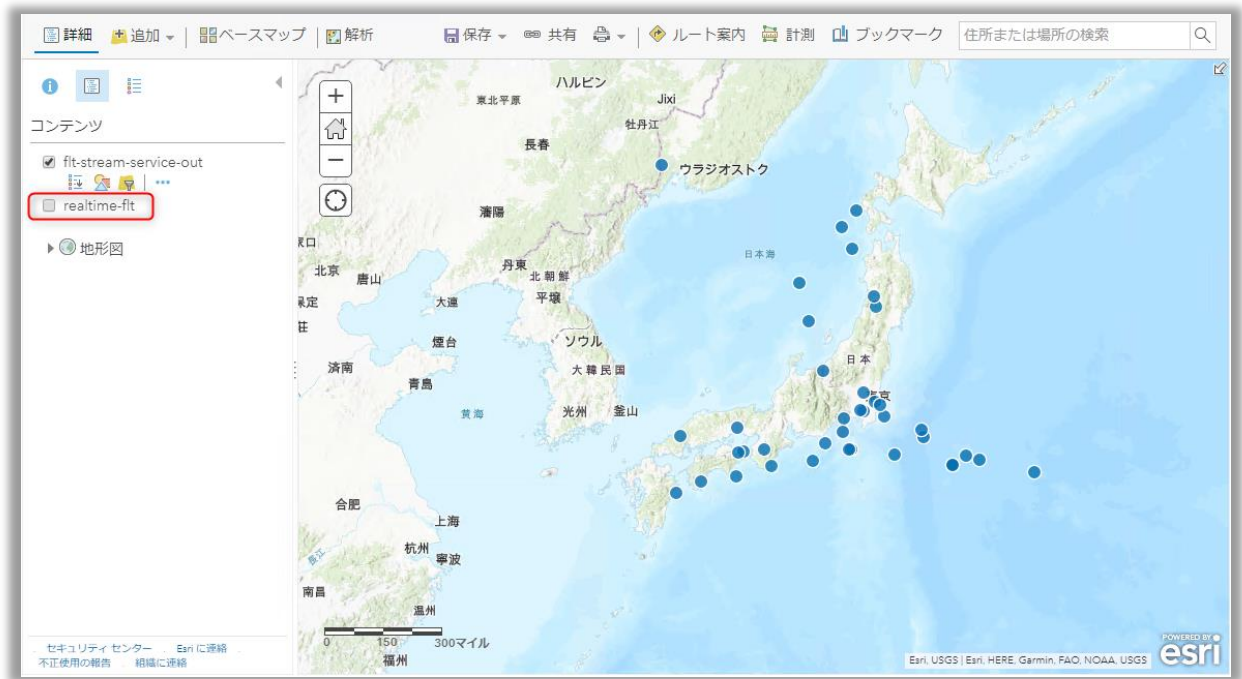 詳細 追加 ベースマップ 解析 保存 共有 ルート案内 計測 ブックマーク 住所または場所の検索
コンテンツ
flt-stream-service-out
realtime-flt
地形図
ハルビン
東北平原
Jixi
牡丹江
長春
ウラジオストク
瀋陽
日本海
北京
唐山
丹東
北朝鮮
大連
平壌
煙台
ソウル
済南
大韓民国
日本
青島
東京
黄海
光州
釜山
合肥
上海
杭州
寧波
長江
南昌
温州
0 150 300マイル
福州
セキュリティ センター Esri に連絡
不正使用の報告 組織に連絡
Esri, USGS | Esri, HERE, Garmin, FAO, NOAA, USGS
POWERED BY
esri